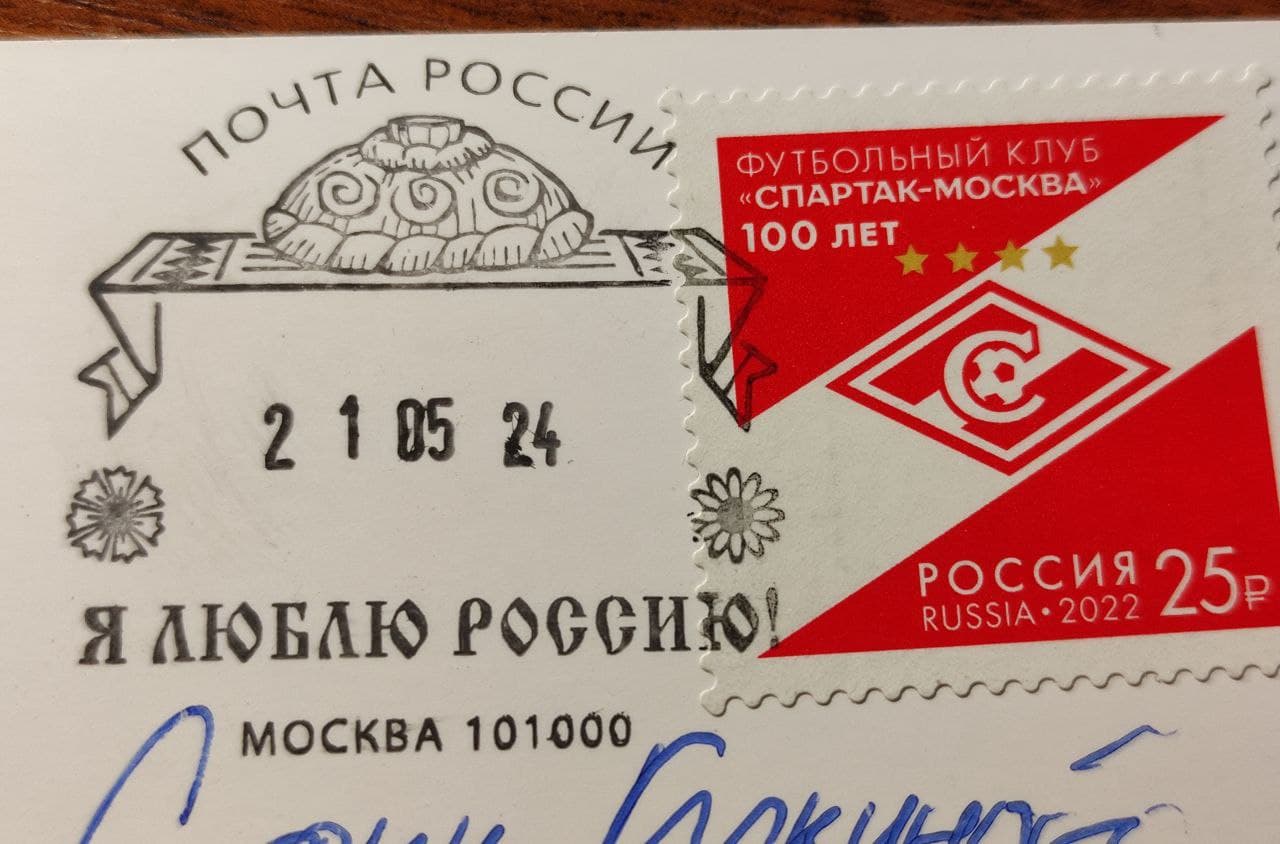 ПОЧТА РОССИИ
ФУТБОЛЬНЫЙ КЛУБ
«СПАРТАК-МОСКВА»
100 ЛЕТ
С
21 05 24
Я ЛЮБЛЮ РОССИЮ!
РОССИЯ 25₽
RUSSIA • 2022
МОСКВА 101000